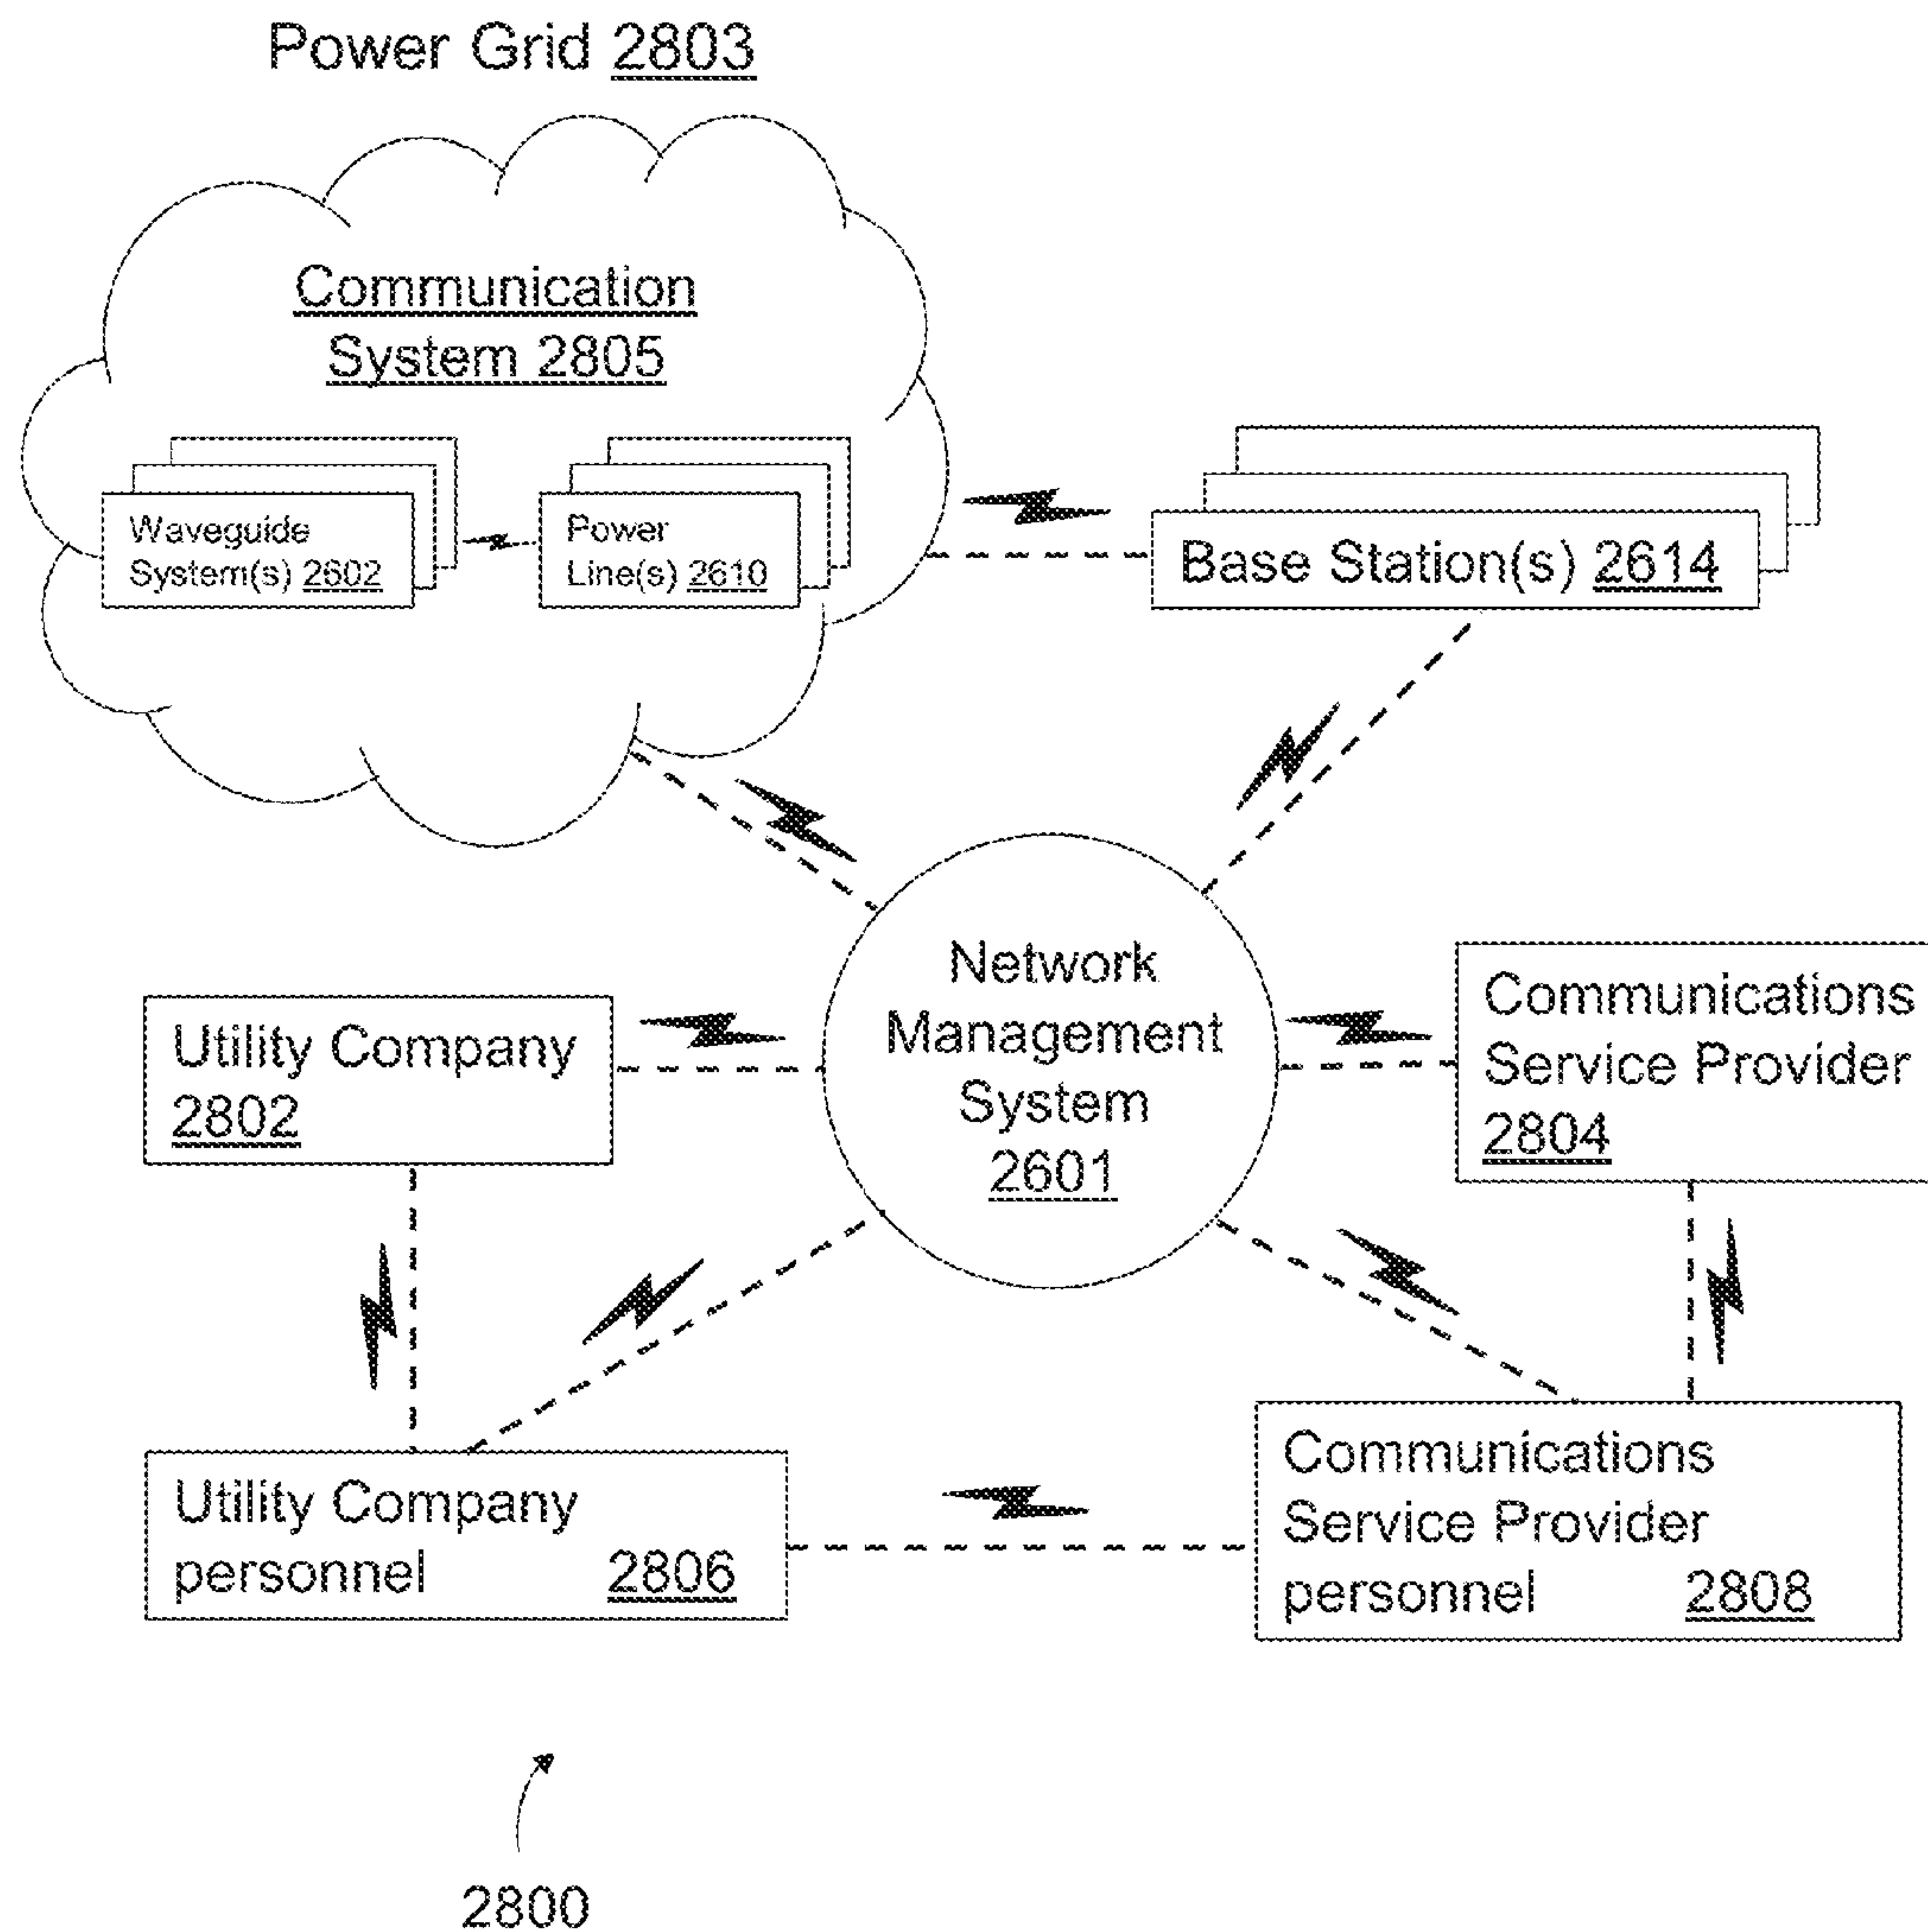 Power Grid 2803
Communication
System 2805
Waveguide
System(s) 2602
Power
Line(s) 2610
Base Station(s) 2614
Network
Management
System
2601
Utility Company
2802
Communications
Service Provider
2804
Utility Company
personnel 2806
Communications
Service Provider
personnel 2808
2800